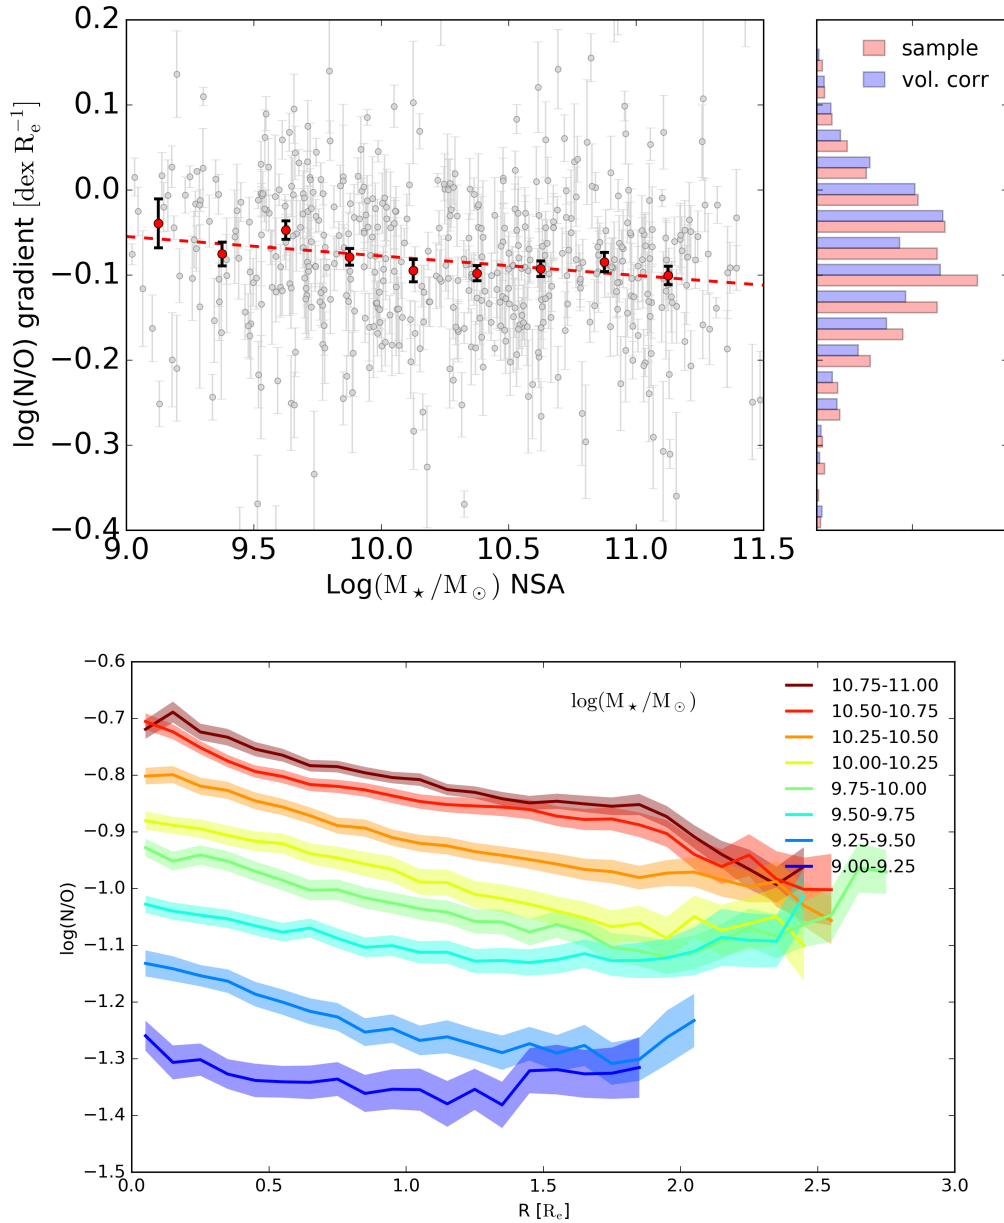 0.2
0.1
0.0
−0.1
−0.2
−0.3
−0.4
log(N/O) gradient [dex R_e^{−1}]
9.0 9.5 10.0 10.5 11.0 11.5
Log(M⋆/M⊙) NSA
sample
vol. corr
−0.6
−0.7
−0.8
−0.9
−1.0
−1.1
−1.2
−1.3
−1.4
−1.5
log(N/O)
log(M⋆/M⊙)
10.75-11.00
10.50-10.75
10.25-10.50
10.00-10.25
9.75-10.00
9.50-9.75
9.25-9.50
9.00-9.25
0.0 0.5 1.0 1.5 2.0 2.5 3.0
R [R_e]